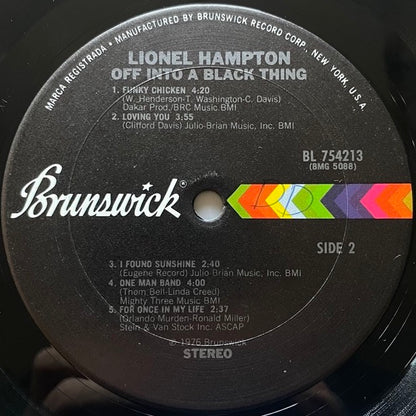 MARCA REGISTRADA • MANUFACTURED BY BRUNSWICK RECORD CORP., NEW YORK, U.S.A.
LIONEL HAMPTON
OFF INTO A BLACK THING
1. FUNKY CHICKEN 4:20
(W. Henderson-T. Washington-C. Davis)
Dakar Prod./BRC Music BMI
2. LOVING YOU 3:55
(Clifford Davis) Julio-Brian Music, Inc. BMI
BL 754213
(BMG 5088)
Brunswick®
SIDE 2
3. I FOUND SUNSHINE 2:40
(Eugene Record) Julio Brian Music, Inc. BMI
4. ONE MAN BAND 4:00
(Thom Bell-Linda Creed)
Mighty Three Music BMI
5. FOR ONCE IN MY LIFE 2:37
(Orlando Murden-Ronald Miller)
Stein & Van Stock Inc. ASCAP
℗ 1976 Brunswick
STEREO